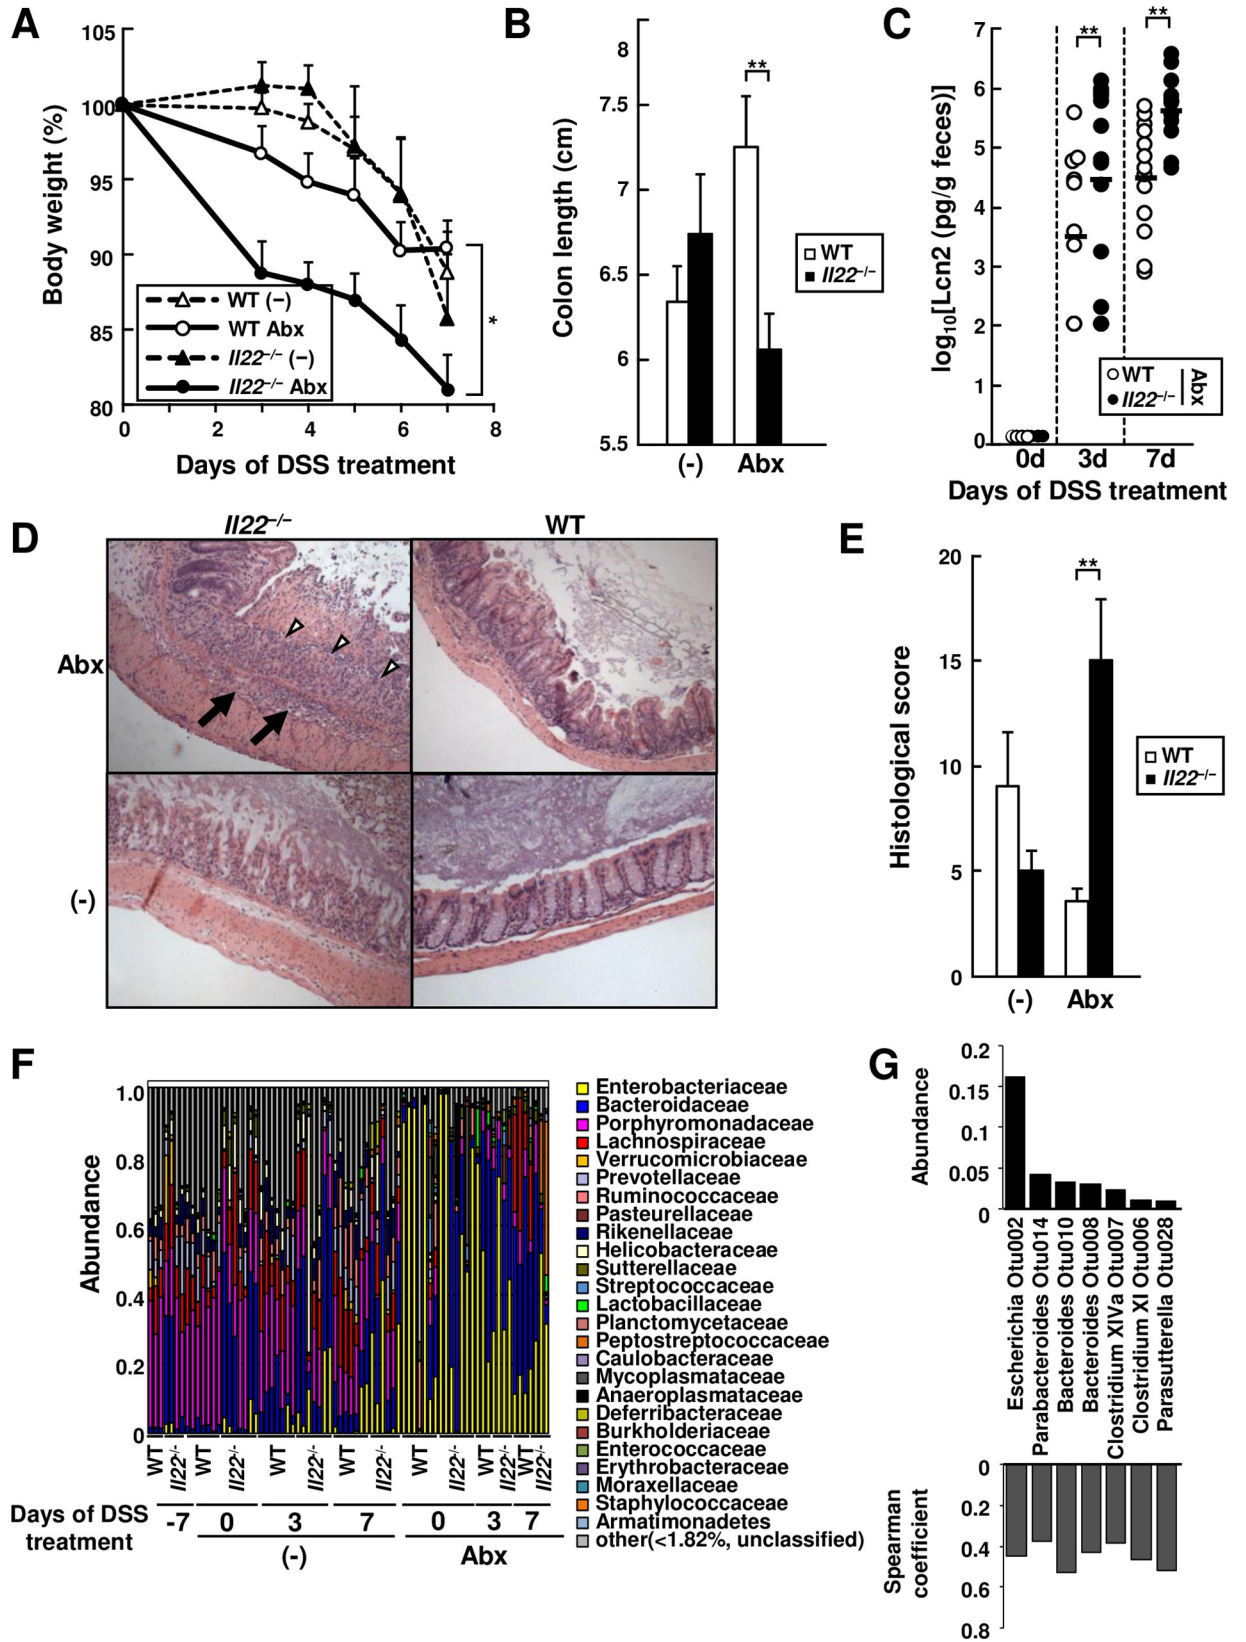 A
105
100
95
90
85
80
Body weight (%)
WT (-)
WT Abx
Il22–/– (-)
Il22–/– Abx
*
0 2 4 6 8
Days of DSS treatment
B
8
7.5
7
6.5
6
5.5
Colon length (cm)
**
WT
Il22–/–
(-) Abx
C
7
6
5
4
3
2
1
0
log10[Lcn2 (pg/g feces)]
** **
WT
Il22–/–
Abx
0d 3d 7d
Days of DSS treatment
D
Il22–/– WT
Abx
(-)
E
20
15
10
5
0
Histological score
**
WT
Il22–/–
(-) Abx
F
1.0
0.8
0.6
0.4
0.2
0
Abundance
WT Il22-/- WT Il22-/- WT Il22-/- WT Il22-/- WT Il22-/- WT Il22-/- WT Il22-/-
Days of DSS treatment
-7 0 3 7 0 3 7
(-) Abx
Enterobacteriaceae
Bacteroidaceae
Porphyromonadaceae
Lachnospiraceae
Verrucomicrobiaceae
Prevotellaceae
Ruminococcaceae
Pasteurellaceae
Rikenellaceae
Helicobacteraceae
Sutterellaceae
Streptococcaceae
Lactobacillaceae
Planctomycetaceae
Peptostreptococcaceae
Caulobacteraceae
Mycoplasmataceae
Anaeroplasmataceae
Deferribacteraceae
Burkholderiaceae
Enterococcaceae
Erythrobacteraceae
Moraxellaceae
Staphylococcaceae
Armatimonadetes
other(<1.82%, unclassified)
G
0.2
0.15
0.1
0.05
0
Abundance
Escherichia Otu002
Parabacteroides Otu014
Bacteroides Otu010
Bacteroides Otu008
Clostridium XIVa Otu007
Clostridium XI Otu006
Parasutterella Otu028
0
0.2
0.4
0.6
0.8
Spearman
coefficient